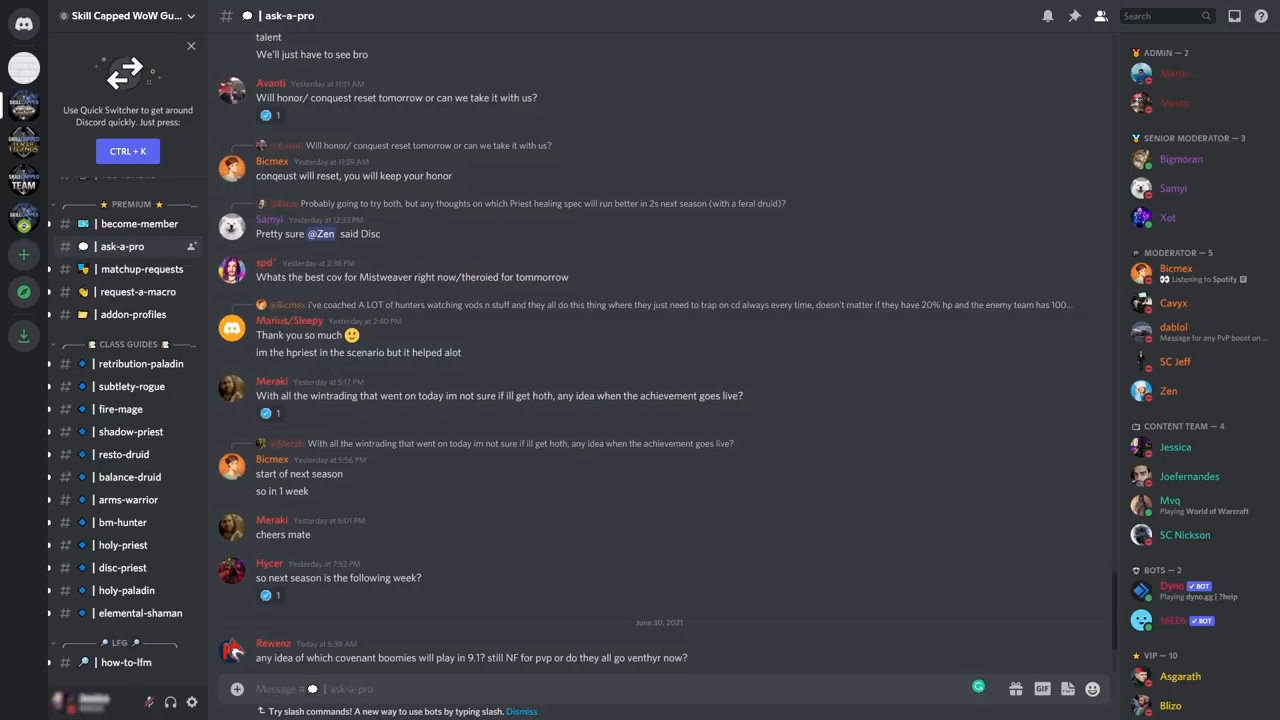 Skill Capped WoW Gu...
Use Quick Switcher to get around
Discord quickly. Just press:
CTRL + K
PREMIUM
become-member
ask-a-pro
matchup-requests
request-a-macro
addon-profiles
CLASS GUIDES
retribution-paladin
subtlety-rogue
fire-mage
shadow-priest
resto-druid
balance-druid
arms-warrior
bm-hunter
holy-priest
disc-priest
holy-paladin
elemental-shaman
LFG
how-to-lfm
# | ask-a-pro
talent
We'll just have to see bro
Avanti Yesterday at 11:51 AM
Will honor/ conquest reset tomorrow or can we take it with us?
1
@Avanti Will honor/ conquest reset tomorrow or can we take it with us?
Bicmex Yesterday at 11:59 AM
conqeust will reset, you will keep your honor
@Blaze Probably going to try both, but any thoughts on which Priest healing spec will run better in 2s next season (with a feral druid)?
Samyi Yesterday at 12:33 PM
Pretty sure @Zen said Disc
spd Yesterday at 2:36 PM
Whats the best cov for Mistweaver right now/theroied for tommorrow
@Bicmex i've coached A LOT of hunters watching vods n stuff and they all do this thing where they just need to trap on cd always every time, doesn't matter if they have 20% hp and the enemy team has 100...
Marius/Sleepy Yesterday at 2:40 PM
Thank you so much
im the hpriest in the scenario but it helped alot
Meraki Yesterday at 5:17 PM
With all the wintrading that went on today im not sure if ill get hoth, any idea when the achievement goes live?
1
@Meraki With all the wintrading that went on today im not sure if ill get hoth, any idea when the achievement goes live?
Bicmex Yesterday at 5:56 PM
start of next season
so in 1 week
Meraki Yesterday at 6:01 PM
cheers mate
Hycer Yesterday at 7:52 PM
so next season is the following week?
1
June 30, 2021
Rewenz Today at 6:38 AM
any idea of which covenant boomies will play in 9.1? still NF for pvp or do they all go venthyr now?
Message # | ask-a-pro
GIF
Try slash commands! A new way to use bots by typing slash. Dismiss
Search
ADMIN — 2
Mystic
SENIOR MODERATOR — 3
Bigmoran
Samyi
Xot
MODERATOR — 5
Bicmex
Listening to Spotify
Cavyx
dablol
Message for any PvP boost on ...
SC Jeff
Zen
CONTENT TEAM — 4
Jessica
Joefernandes
Mvq
Playing World of Warcraft
SC Nickson
BOTS — 2
Dyno BOT
Playing dyno.gg | ?help
MEE6 BOT
VIP — 10
Asgarath
Blizo